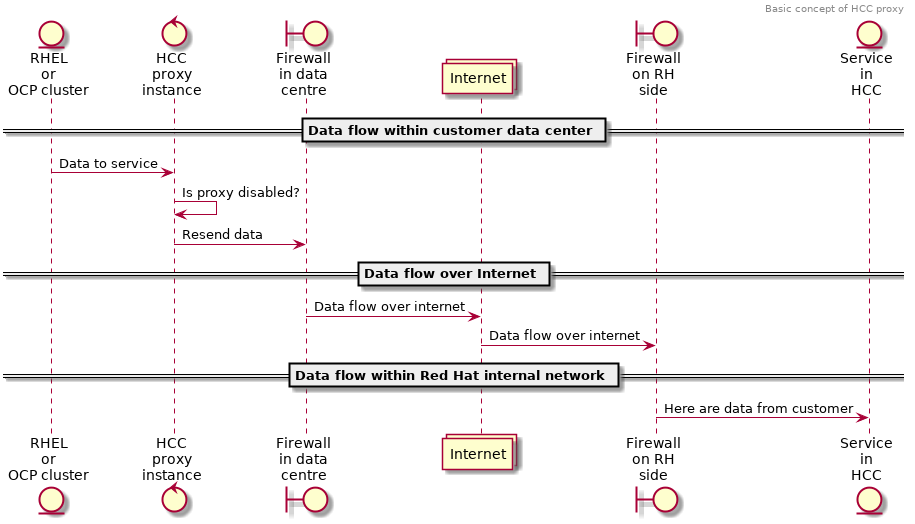 Basic concept of HCC proxy
RHEL
or
OCP cluster
HCC
proxy
instance
Firewall
in data
centre
Internet
Firewall
on RH
side
Service
in
HCC
Data flow within customer data center
Data to service
Is proxy disabled?
Resend data
Data flow over Internet
Data flow over internet
Data flow over internet
Data flow within Red Hat internal network
Here are data from customer
RHEL
or
OCP cluster
HCC
proxy
instance
Firewall
in data
centre
Internet
Firewall
on RH
side
Service
in
HCC